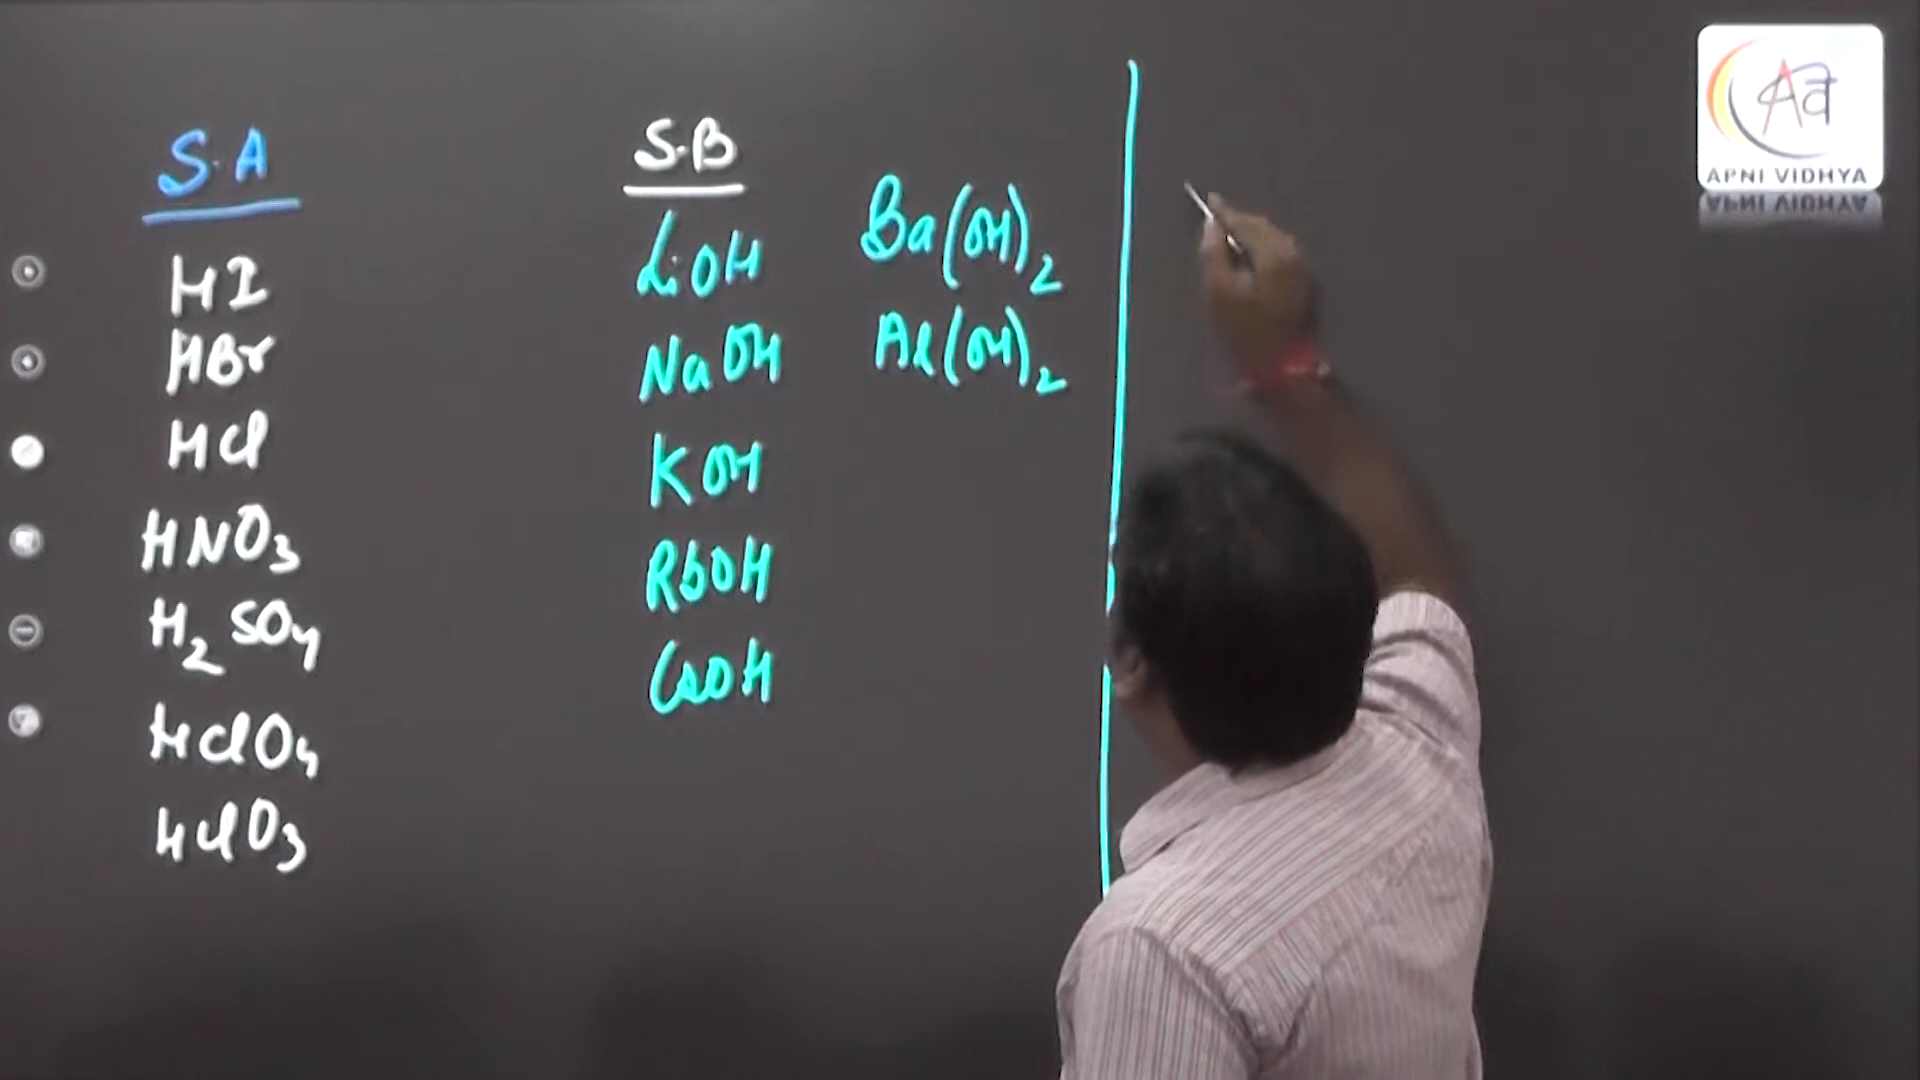 S.A
HI
HBr
HCl
HNO3
H2SO4
HClO4
HClO3
S.B
LiOH
NaOH
KOH
RbOH
CsOH
Ba(OH)2
Al(OH)2
Aवि
APNI VIDHYA